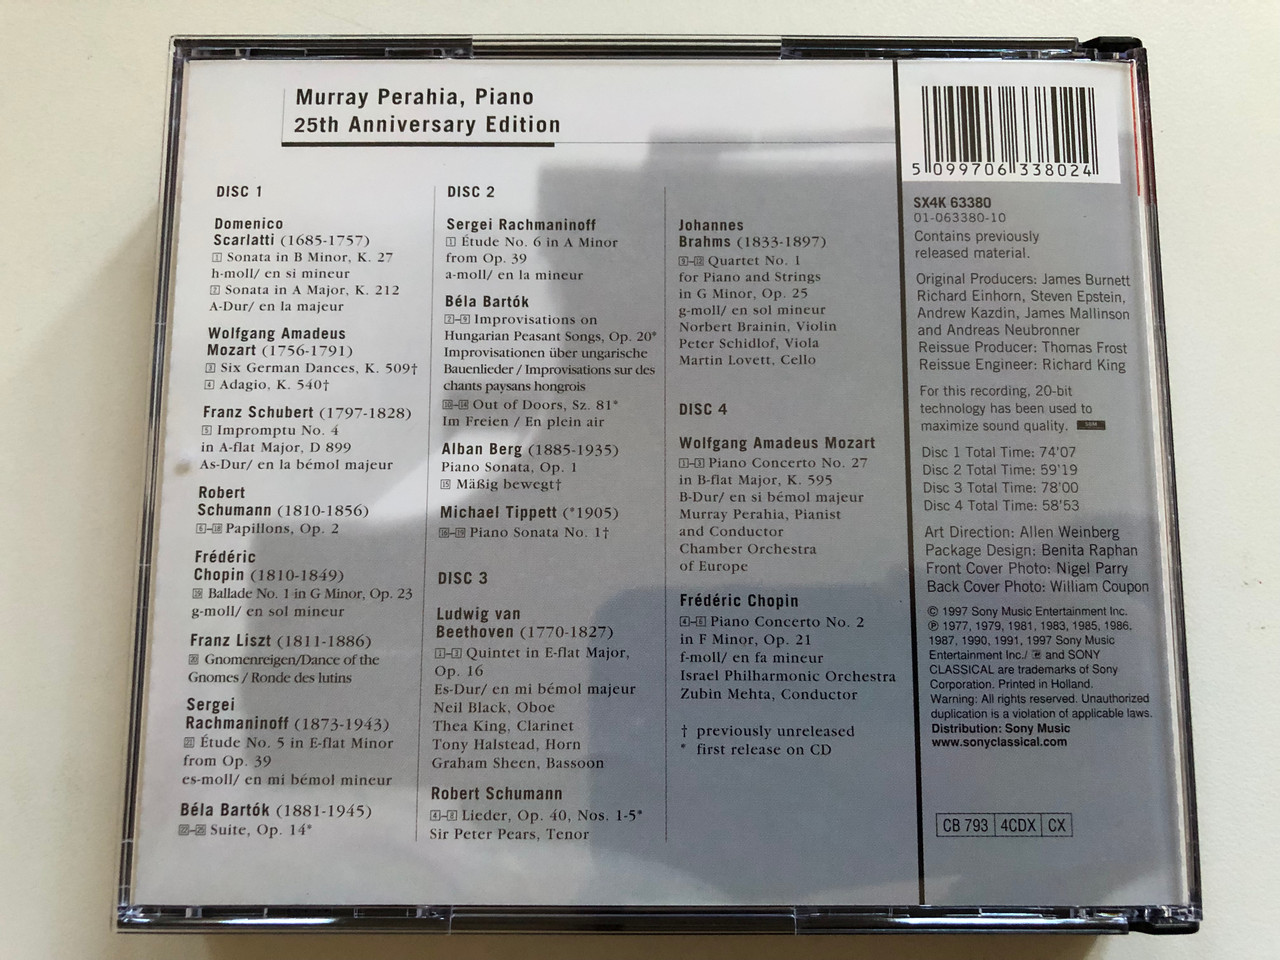 Murray Perahia, Piano
25th Anniversary Edition
DISC 1
Domenico
Scarlatti (1685-1757)
1 Sonata in B Minor, K. 27
h-moll/ en si mineur
2 Sonata in A Major, K. 212
A-Dur/ en la majeur
Wolfgang Amadeus
Mozart (1756-1791)
3 Six German Dances, K. 509†
4 Adagio, K. 540†
Franz Schubert (1797-1828)
5 Impromptu No. 4
in A-flat Major, D 899
As-Dur/ en la bémol majeur
Robert
Schumann (1810-1856)
6-18 Papillons, Op. 2
Frédéric
Chopin (1810-1849)
19 Ballade No. 1 in G Minor, Op. 23
g-moll/ en sol mineur
Franz Liszt (1811-1886)
20 Gnomenreigen/Dance of the
Gnomes / Ronde des lutins
Sergei
Rachmaninoff (1873-1943)
21 Étude No. 5 in E-flat Minor
from Op. 39
es-moll/ en mi bémol mineur
Béla Bartók (1881-1945)
22-25 Suite, Op. 14*
DISC 2
Sergei Rachmaninoff
1 Étude No. 6 in A Minor
from Op. 39
a-moll/ en la mineur
Béla Bartók
2-9 Improvisations on
Hungarian Peasant Songs, Op. 20*
Improvisationen über ungarische
Bauenlieder / Improvisations sur des
chants paysans hongrois
10-14 Out of Doors, Sz. 81*
Im Freien / En plein air
Alban Berg (1885-1935)
Piano Sonata, Op. 1
15 Mäßig bewegt†
Michael Tippett (*1905)
16-19 Piano Sonata No. 1†
DISC 3
Ludwig van
Beethoven (1770-1827)
1-3 Quintet in E-flat Major,
Op. 16
Es-Dur/ en mi bémol majeur
Neil Black, Oboe
Thea King, Clarinet
Tony Halstead, Horn
Graham Sheen, Bassoon
Robert Schumann
4-8 Lieder, Op. 40, Nos. 1-5*
Sir Peter Pears, Tenor
Johannes
Brahms (1833-1897)
9-12 Quartet No. 1
for Piano and Strings
in G Minor, Op. 25
g-moll/ en sol mineur
Norbert Brainin, Violin
Peter Schidlof, Viola
Martin Lovett, Cello
DISC 4
Wolfgang Amadeus Mozart
1-3 Piano Concerto No. 27
in B-flat Major, K. 595
B-Dur/ en si bémol majeur
Murray Perahia, Pianist
and Conductor
Chamber Orchestra
of Europe
Frédéric Chopin
4-6 Piano Concerto No. 2
in F Minor, Op. 21
f-moll/ en fa mineur
Israel Philharmonic Orchestra
Zubin Mehta, Conductor
† previously unreleased
* first release on CD
5 099706 338024
SX4K 63380
01-063380-10
Contains previously
released material.
Original Producers: James Burnett
Richard Einhorn, Steven Epstein,
Andrew Kazdin, James Mallinson
and Andreas Neubronner
Reissue Producer: Thomas Frost
Reissue Engineer: Richard King
For this recording, 20-bit
technology has been used to
maximize sound quality. SBM
Disc 1 Total Time: 74'07
Disc 2 Total Time: 59'19
Disc 3 Total Time: 78'00
Disc 4 Total Time: 58'53
Art Direction: Allen Weinberg
Package Design: Benita Raphan
Front Cover Photo: Nigel Parry
Back Cover Photo: William Coupon
© 1997 Sony Music Entertainment Inc.
℗ 1977, 1979, 1981, 1983, 1985, 1986,
1987, 1990, 1991, 1997 Sony Music
Entertainment Inc./ and SONY
CLASSICAL are trademarks of Sony
Corporation. Printed in Holland.
Warning: All rights reserved. Unauthorized
duplication is a violation of applicable laws.
Distribution: Sony Music
www.sonyclassical.com
CB 793 4CDX CX